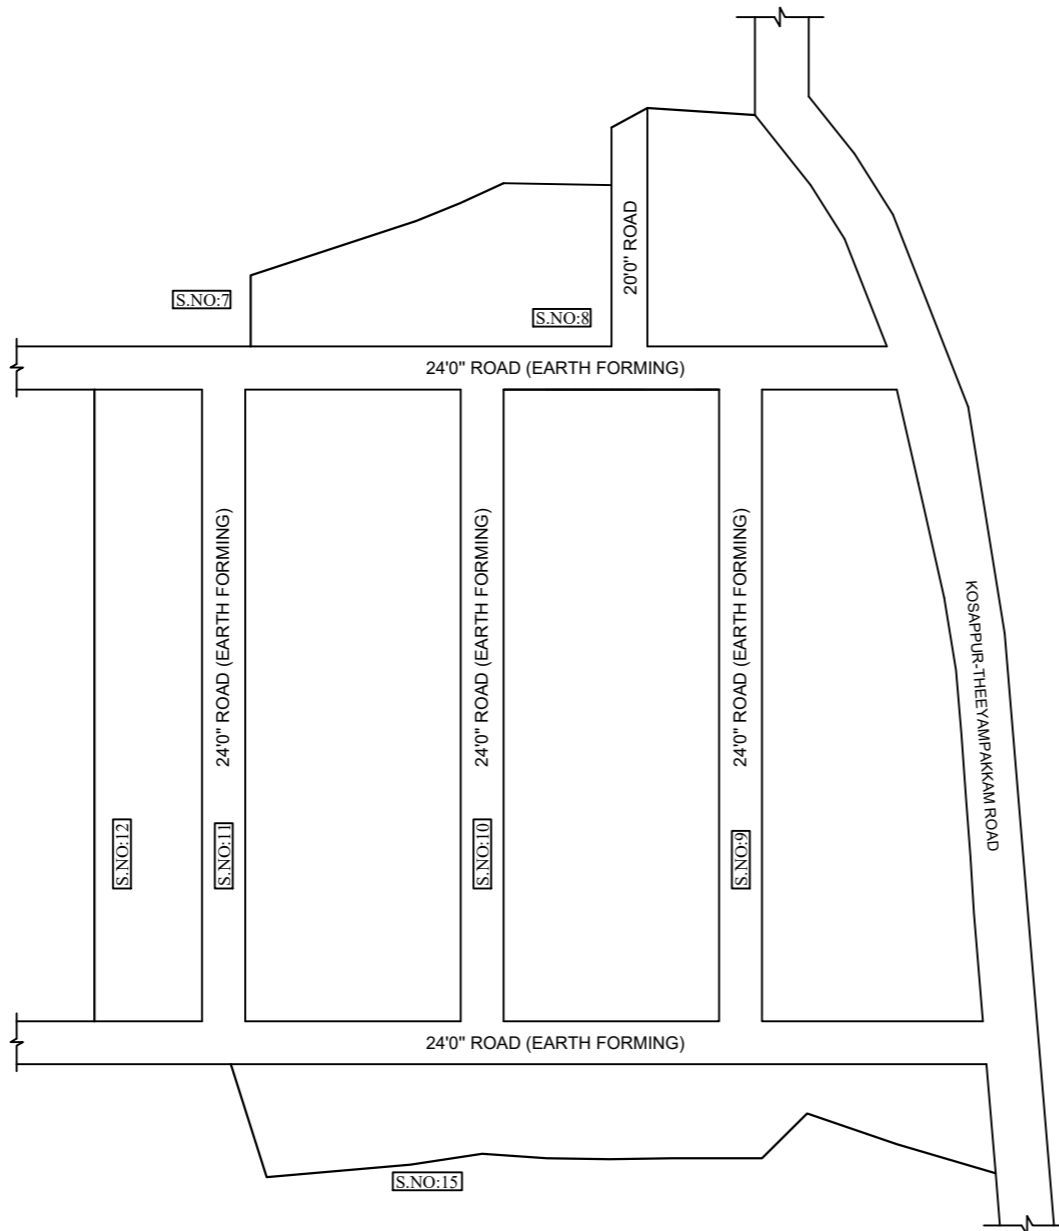 20'0" ROAD
S.NO:7
S.NO:8
24'0" ROAD (EARTH FORMING)
24'0" ROAD (EARTH FORMING)
24'0" ROAD (EARTH FORMING)
24'0" ROAD (EARTH FORMING)
KOSAPPUR-THEEYAMPAKKAM ROAD
S.NO:12
S.NO:11
S.NO:10
S.NO:9
24'0" ROAD (EARTH FORMING)
S.NO:15